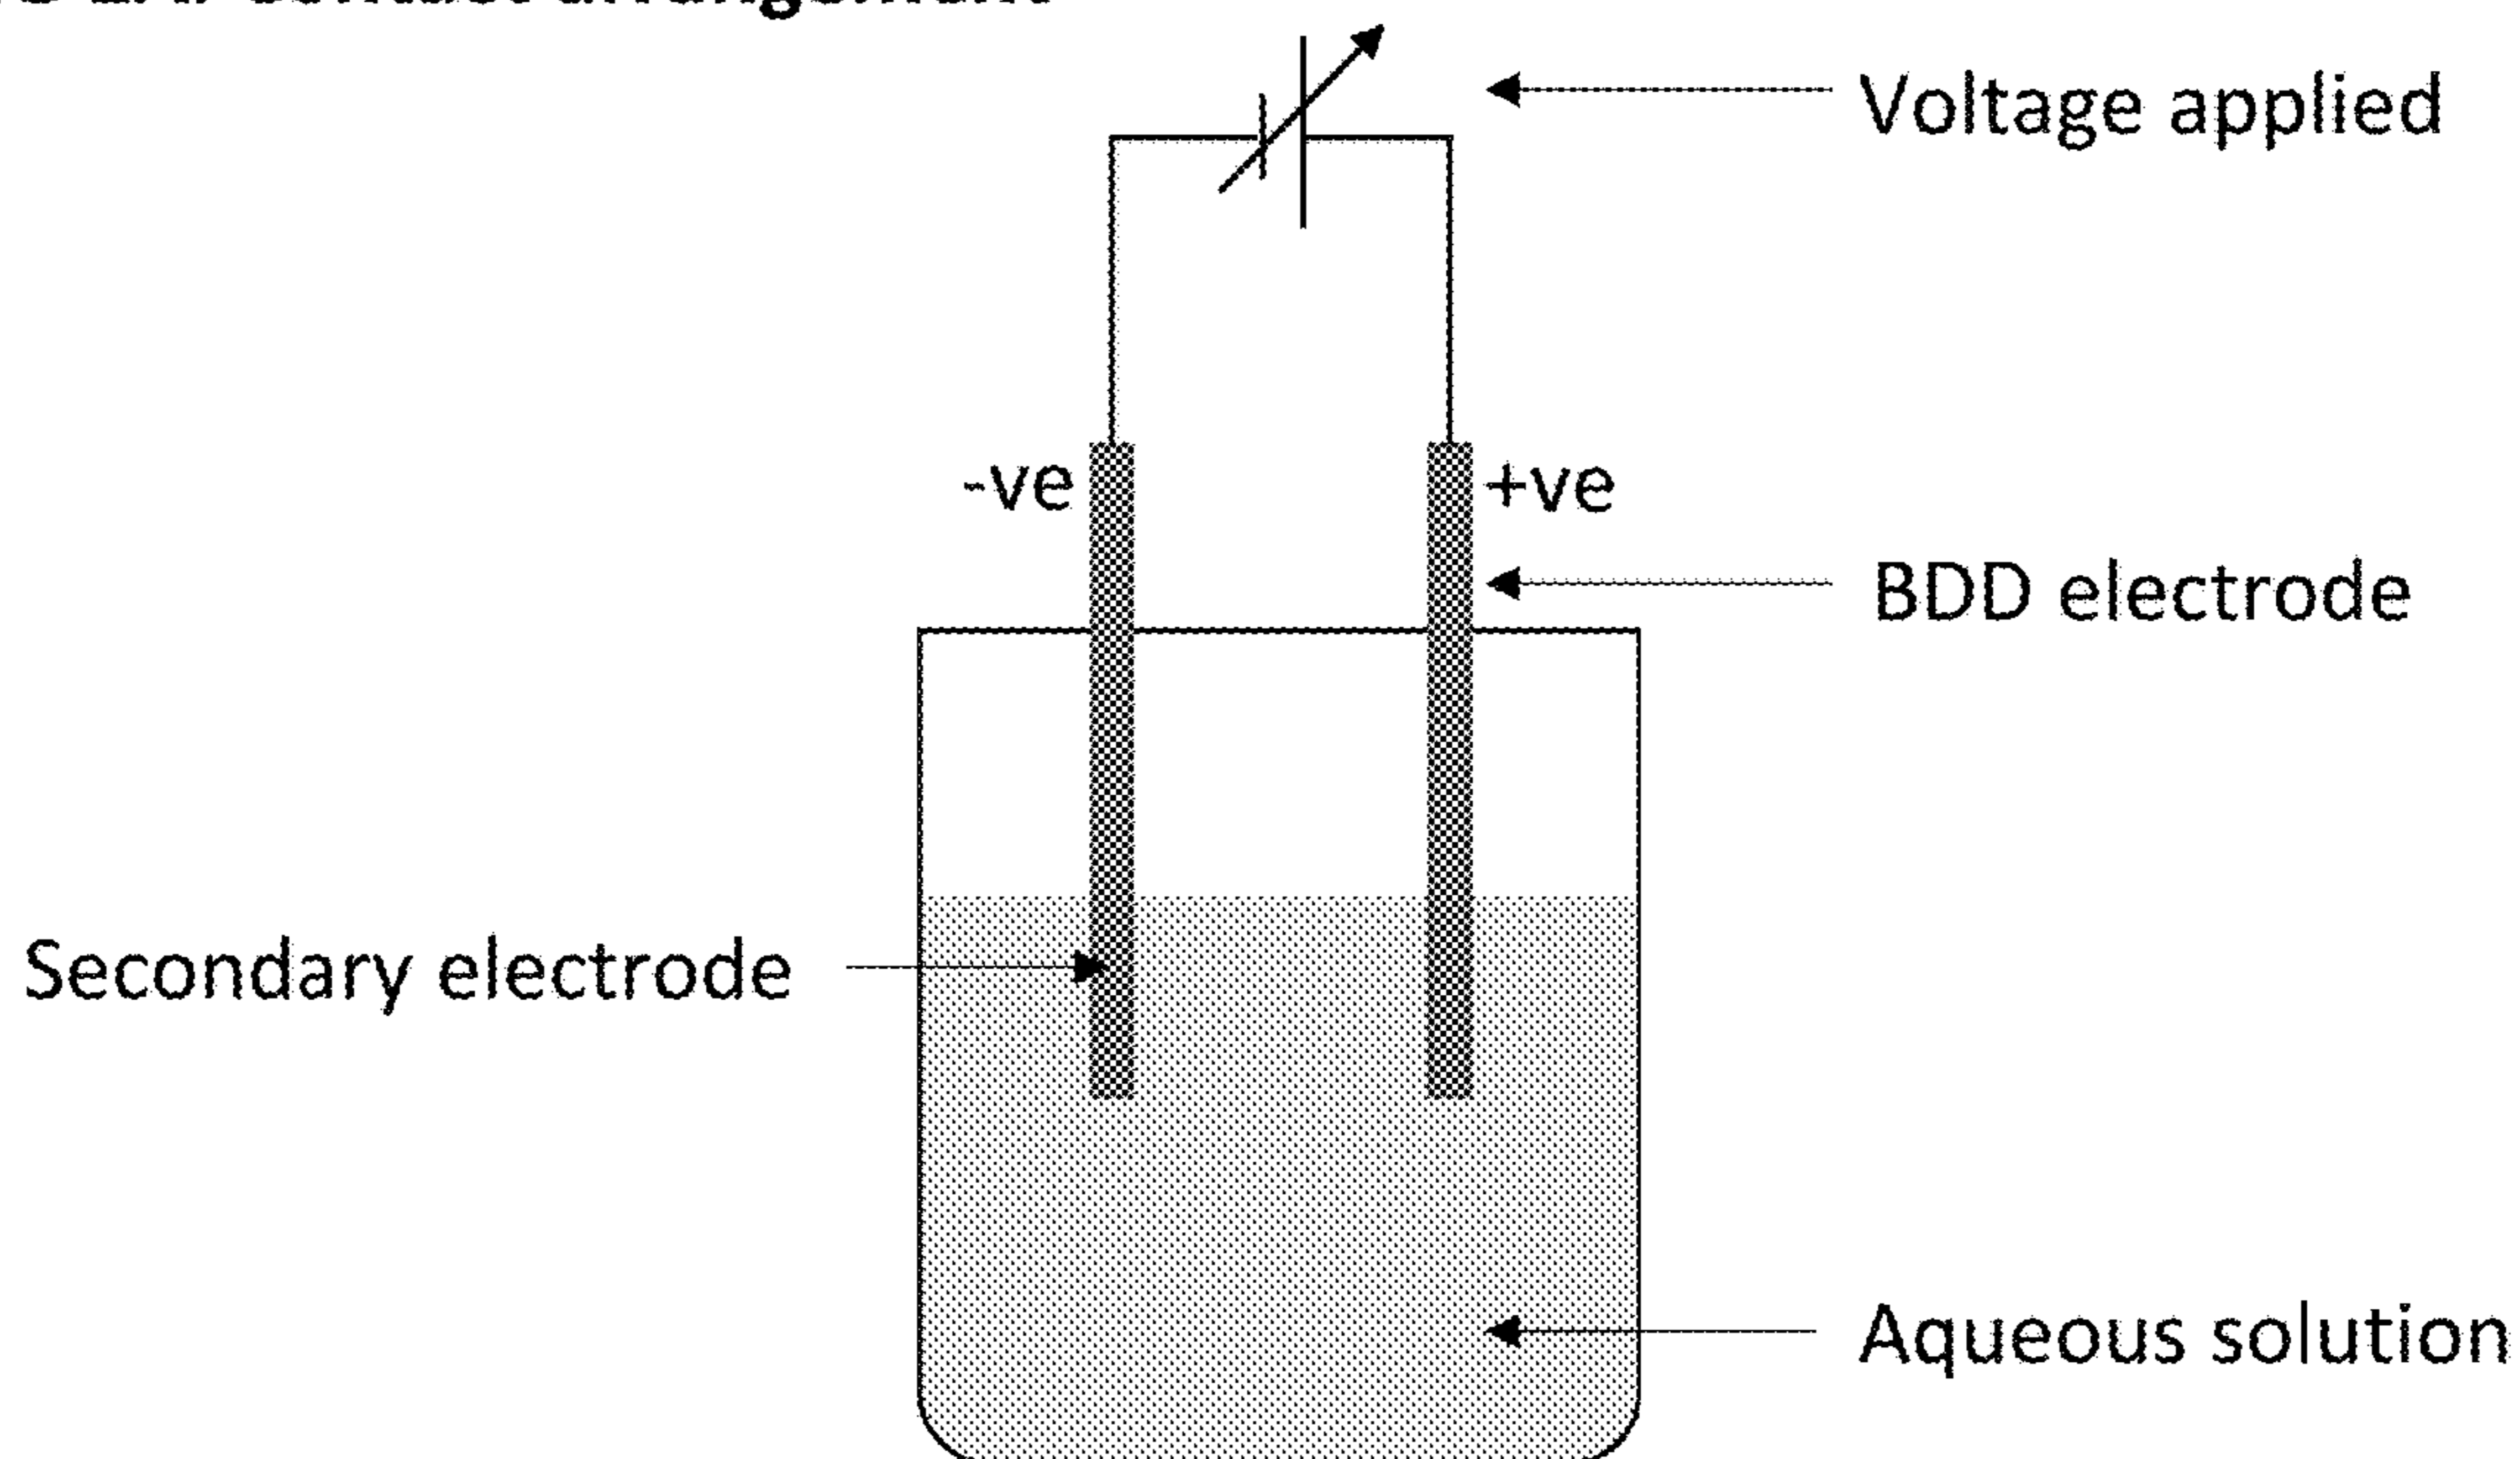 Voltage applied
-ve
+ve
BDD electrode
Secondary electrode
Aqueous solution